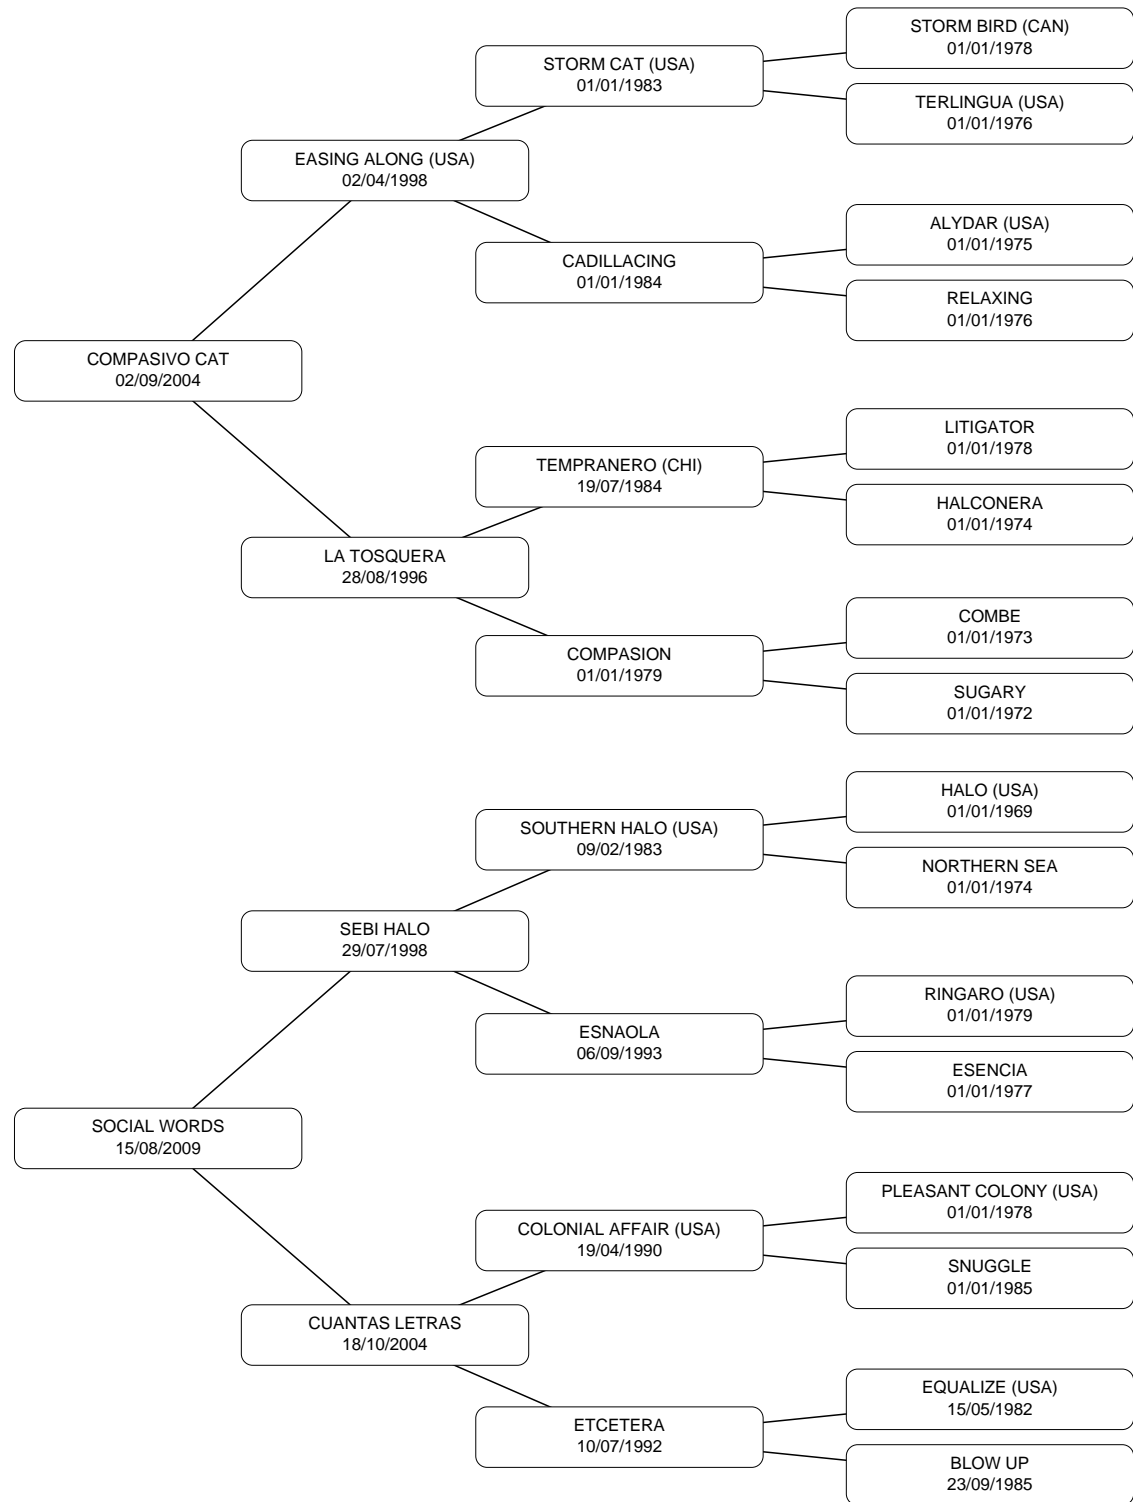 STORM BIRD (CAN)
01/01/1978
STORM CAT (USA)
01/01/1983
TERLINGUA (USA)
01/01/1976
EASING ALONG (USA)
02/04/1998
ALYDAR (USA)
01/01/1975
CADILLACING
01/01/1984
RELAXING
01/01/1976
COMPASIVO CAT
02/09/2004
LITIGATOR
01/01/1978
TEMPRANERO (CHI)
19/07/1984
HALCONERA
01/01/1974
LA TOSQUERA
28/08/1996
COMBE
01/01/1973
COMPASION
01/01/1979
SUGARY
01/01/1972
HALO (USA)
01/01/1969
SOUTHERN HALO (USA)
09/02/1983
NORTHERN SEA
01/01/1974
SEBI HALO
29/07/1998
RINGARO (USA)
01/01/1979
ESNAOLA
06/09/1993
ESENCIA
01/01/1977
SOCIAL WORDS
15/08/2009
PLEASANT COLONY (USA)
01/01/1978
COLONIAL AFFAIR (USA)
19/04/1990
SNUGGLE
01/01/1985
CUANTAS LETRAS
18/10/2004
EQUALIZE (USA)
15/05/1982
ETCETERA
10/07/1992
BLOW UP
23/09/1985